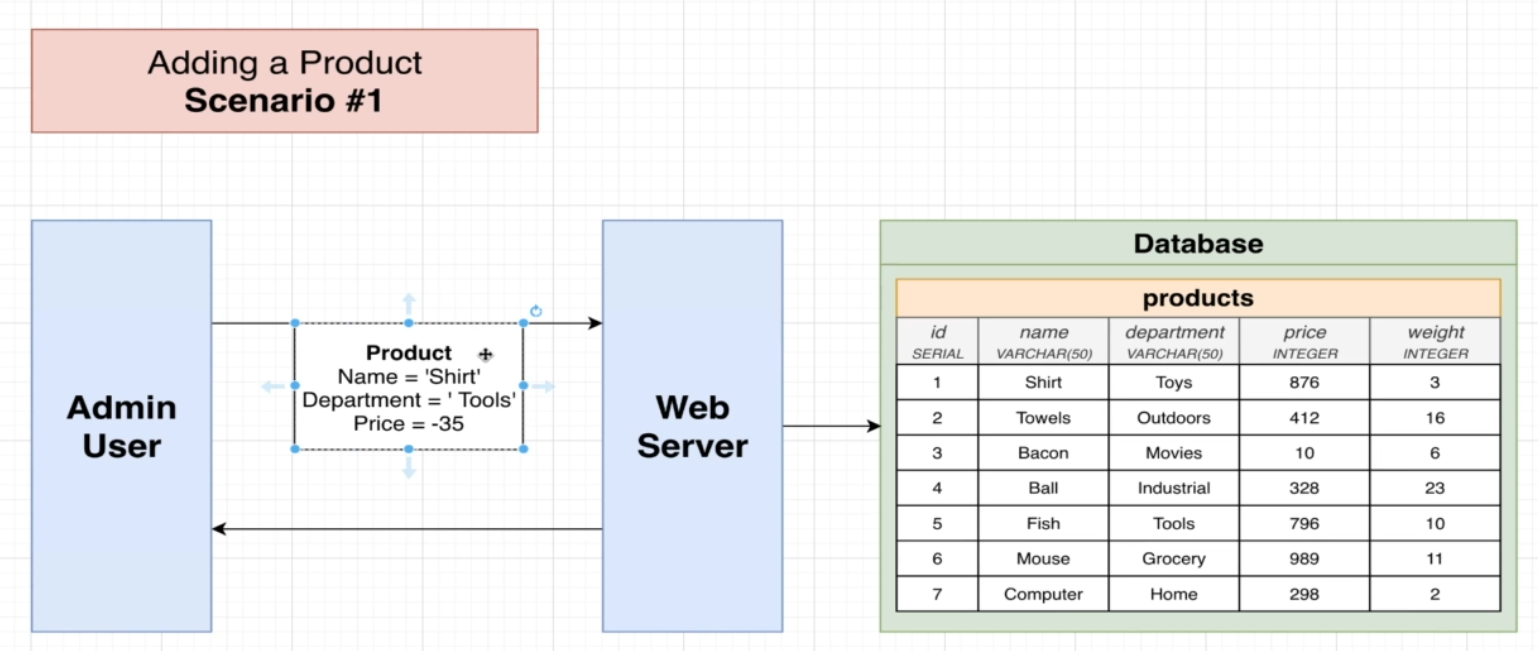 Adding a Product
Scenario #1
Admin
User
Product
Name = 'Shirt'
Department = ' Tools'
Price = -35
Web
Server
Database
products
id name department price weight
SERIAL VARCHAR(50) VARCHAR(50) INTEGER INTEGER
1 Shirt Toys 876 3
2 Towels Outdoors 412 16
3 Bacon Movies 10 6
4 Ball Industrial 328 23
5 Fish Tools 796 10
6 Mouse Grocery 989 11
7 Computer Home 298 2